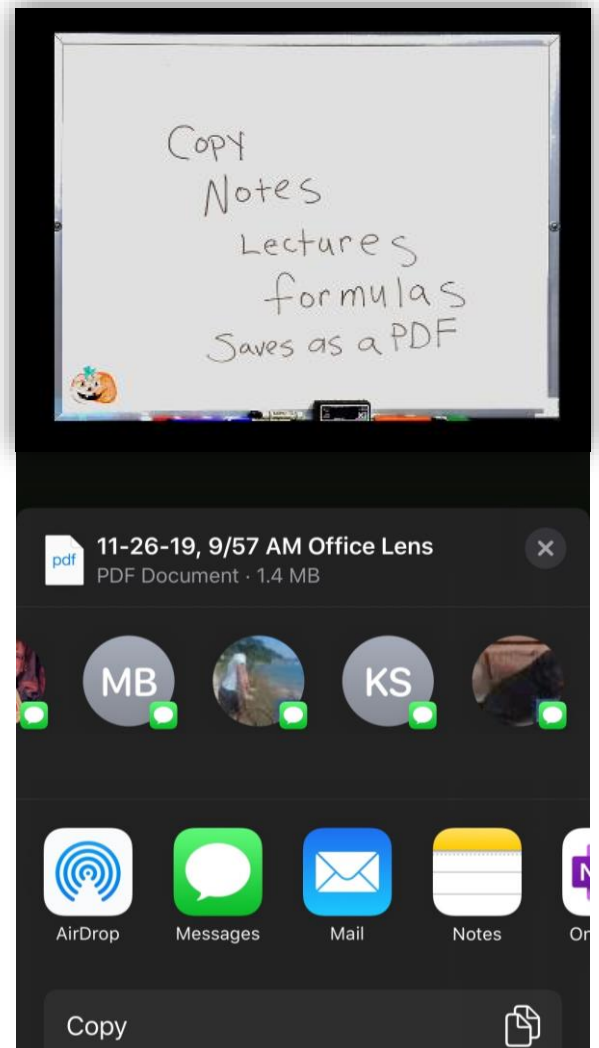 Copy
Notes
Lectures
formulas
Saves as a PDF
pdf
11-26-19, 9/57 AM Office Lens
PDF Document · 1.4 MB
MB
KS
AirDrop
Messages
Mail
Notes
Copy